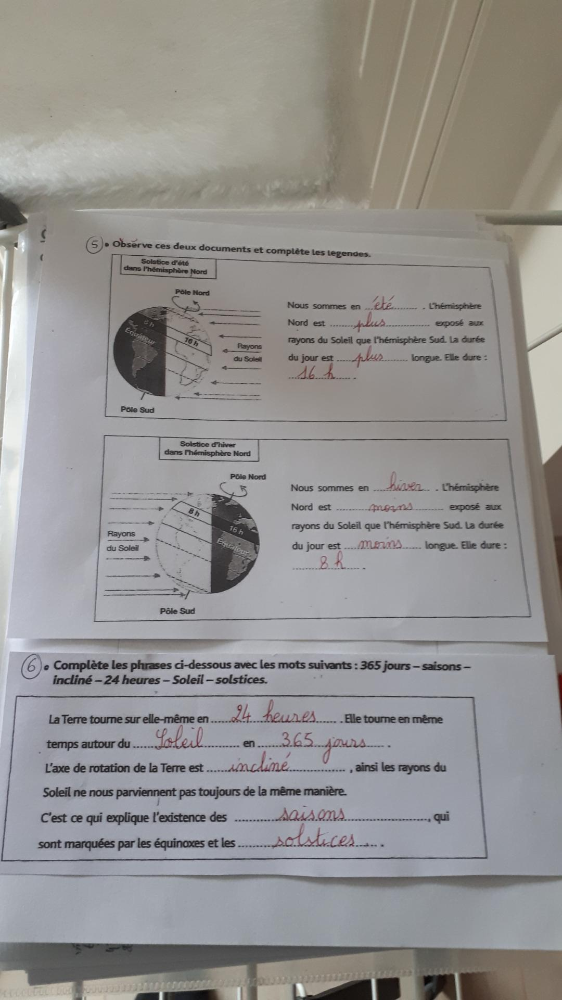 5. Observe ces deux documents et complète les légendes.
Solstice d'été
dans l'hémisphère Nord
Pôle Nord
8 h
Équateur
16 h
Rayons
du Soleil
Pôle Sud
Nous sommes en été. L'hémisphère
Nord est plus exposé aux
rayons du Soleil que l'hémisphère Sud. La durée
du jour est plus longue. Elle dure :
16 h.
Solstice d'hiver
dans l'hémisphère Nord
Pôle Nord
8 h
16 h
Équateur
Rayons
du Soleil
Pôle Sud
Nous sommes en hiver. L'hémisphère
Nord est moins exposé aux
rayons du Soleil que l'hémisphère Sud. La durée
du jour est moins longue. Elle dure :
8 h.
6. Complète les phrases ci-dessous avec les mots suivants : 365 jours – saisons –
incliné – 24 heures – Soleil – solstices.
La Terre tourne sur elle-même en 24 heures. Elle tourne en même
temps autour du Soleil en 365 jours.
L'axe de rotation de la Terre est incliné, ainsi les rayons du
Soleil ne nous parviennent pas toujours de la même manière.
C'est ce qui explique l'existence des saisons, qui
sont marquées par les équinoxes et les solstices.